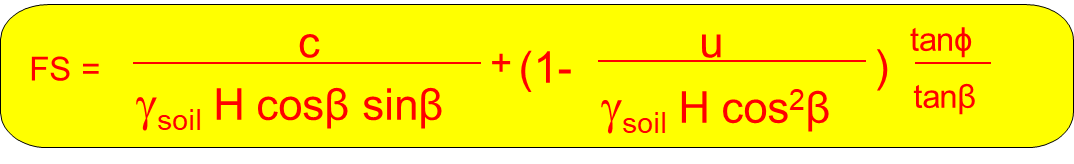 FS = c / γsoil H cosβ sinβ + (1- u / γsoil H cos²β ) tanϕ / tanβ